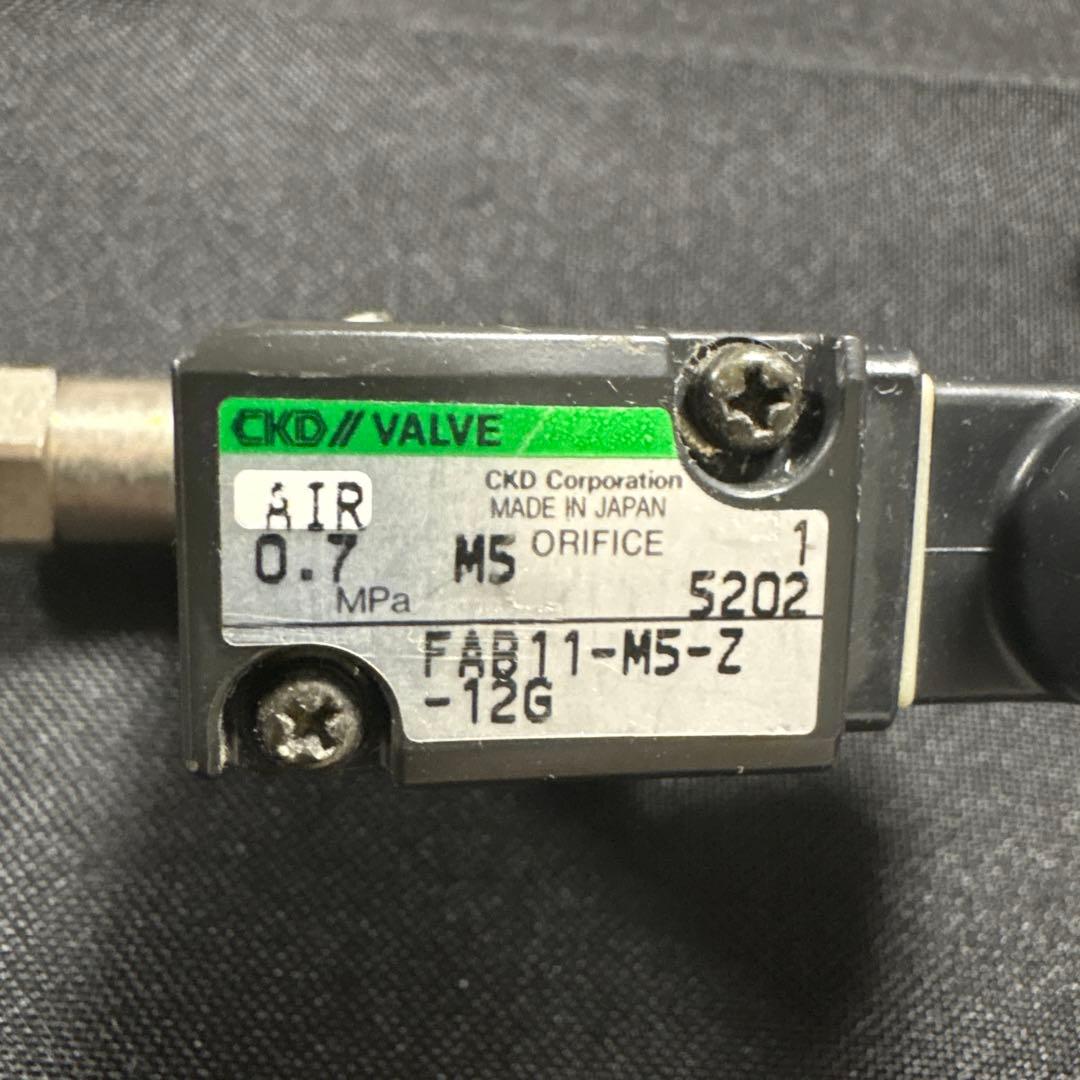 CKD// VALVE
CKD Corporation
AIR
MADE IN JAPAN
0.7 MPa M5 ORIFICE 1
5202
FAB11-M5-Z
-12G